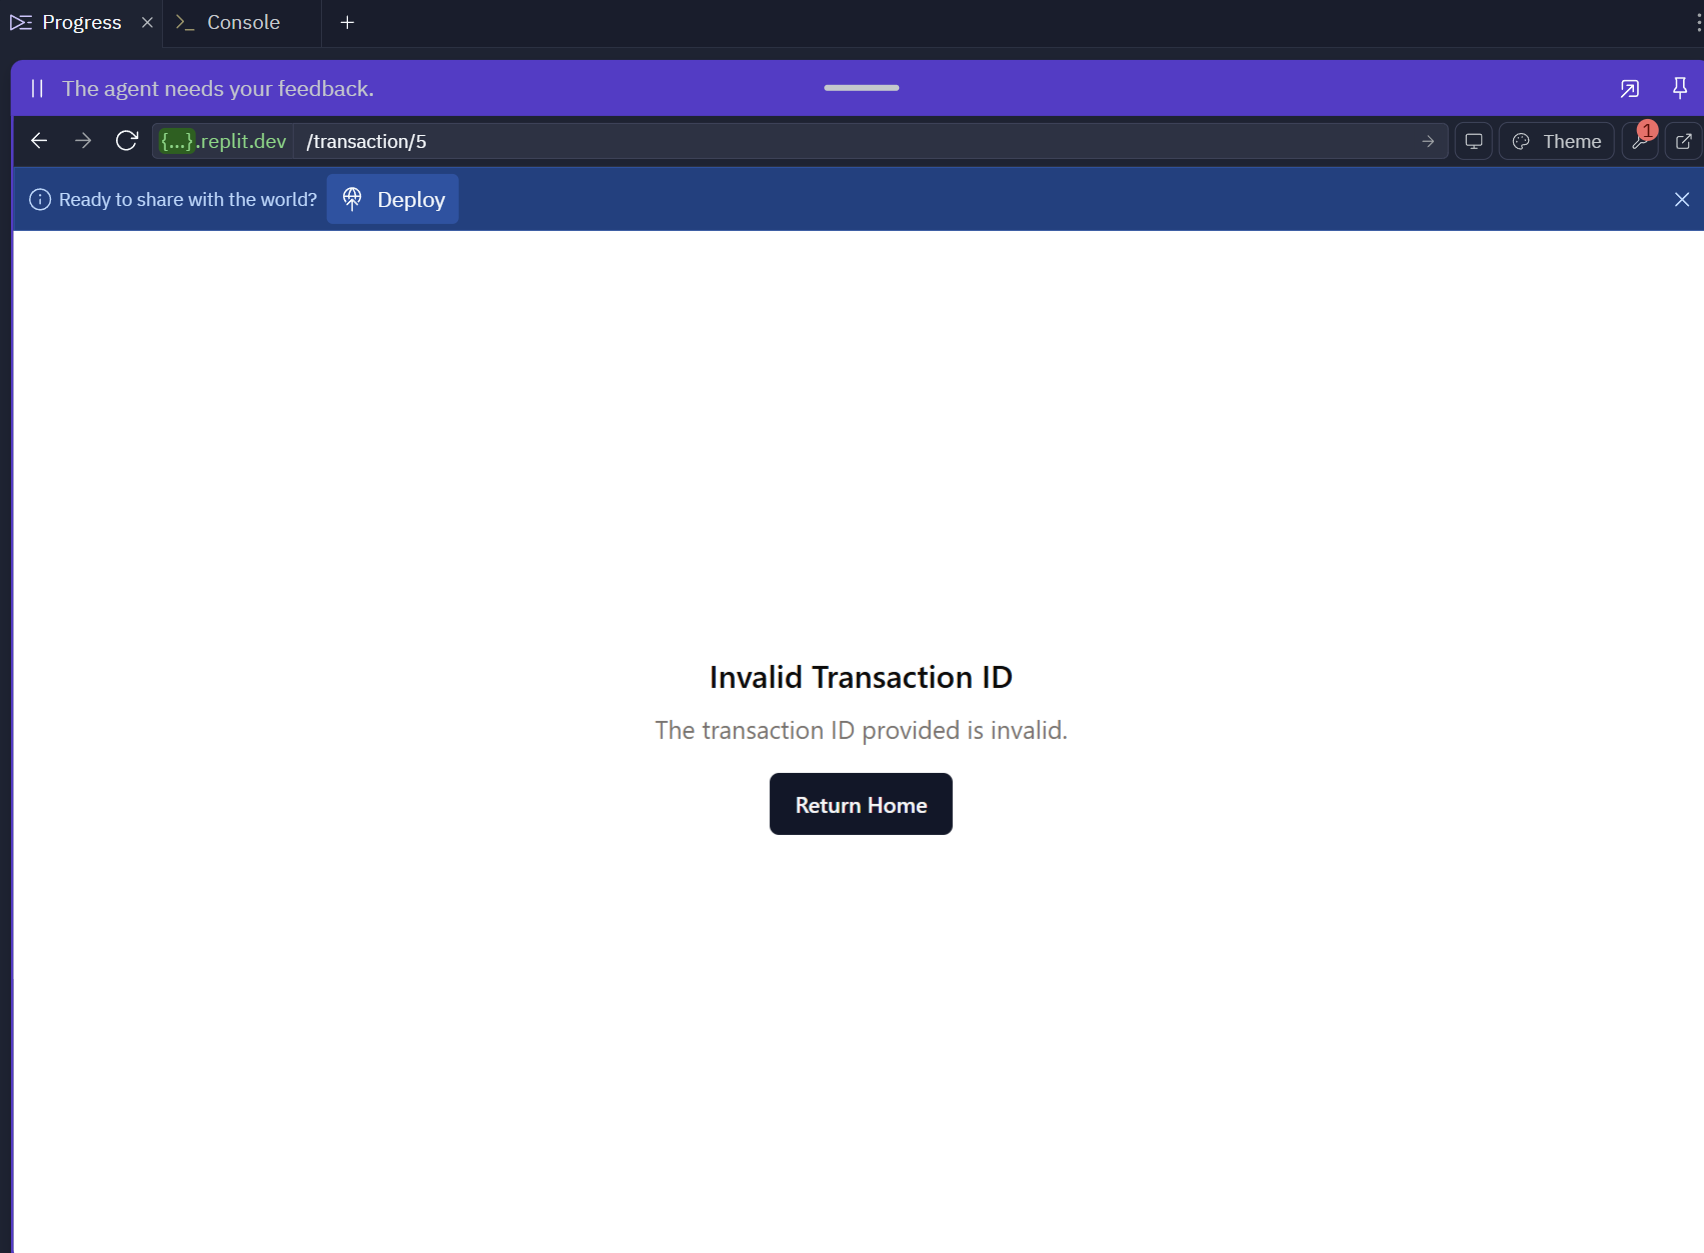 Progress
Console
The agent needs your feedback.
{...}.replit.dev /transaction/5
Theme
1
Ready to share with the world? Deploy
Invalid Transaction ID
The transaction ID provided is invalid.
Return Home